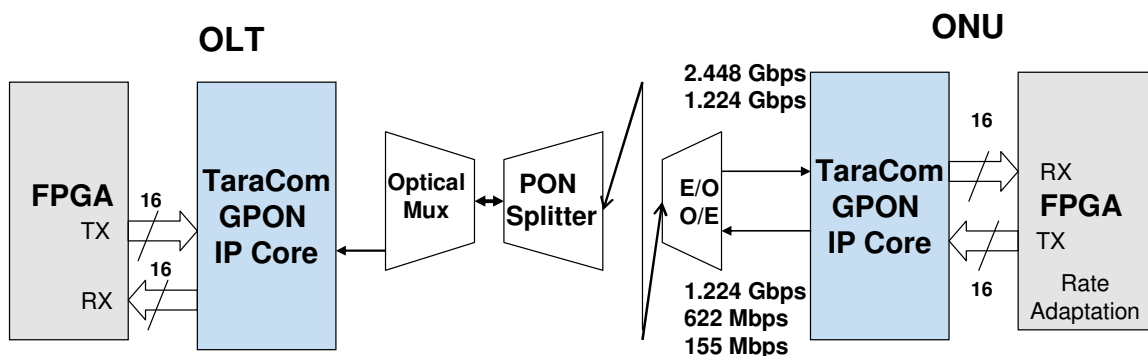 OLT
ONU
FPGA
TX
RX
16
16
TaraCom
GPON
IP Core
Optical
Mux
PON
Splitter
E/O
O/E
2.448 Gbps
1.224 Gbps
1.224 Gbps
622 Mbps
155 Mbps
TaraCom
GPON
IP Core
16
16
RX
FPGA
TX
Rate
Adaptation